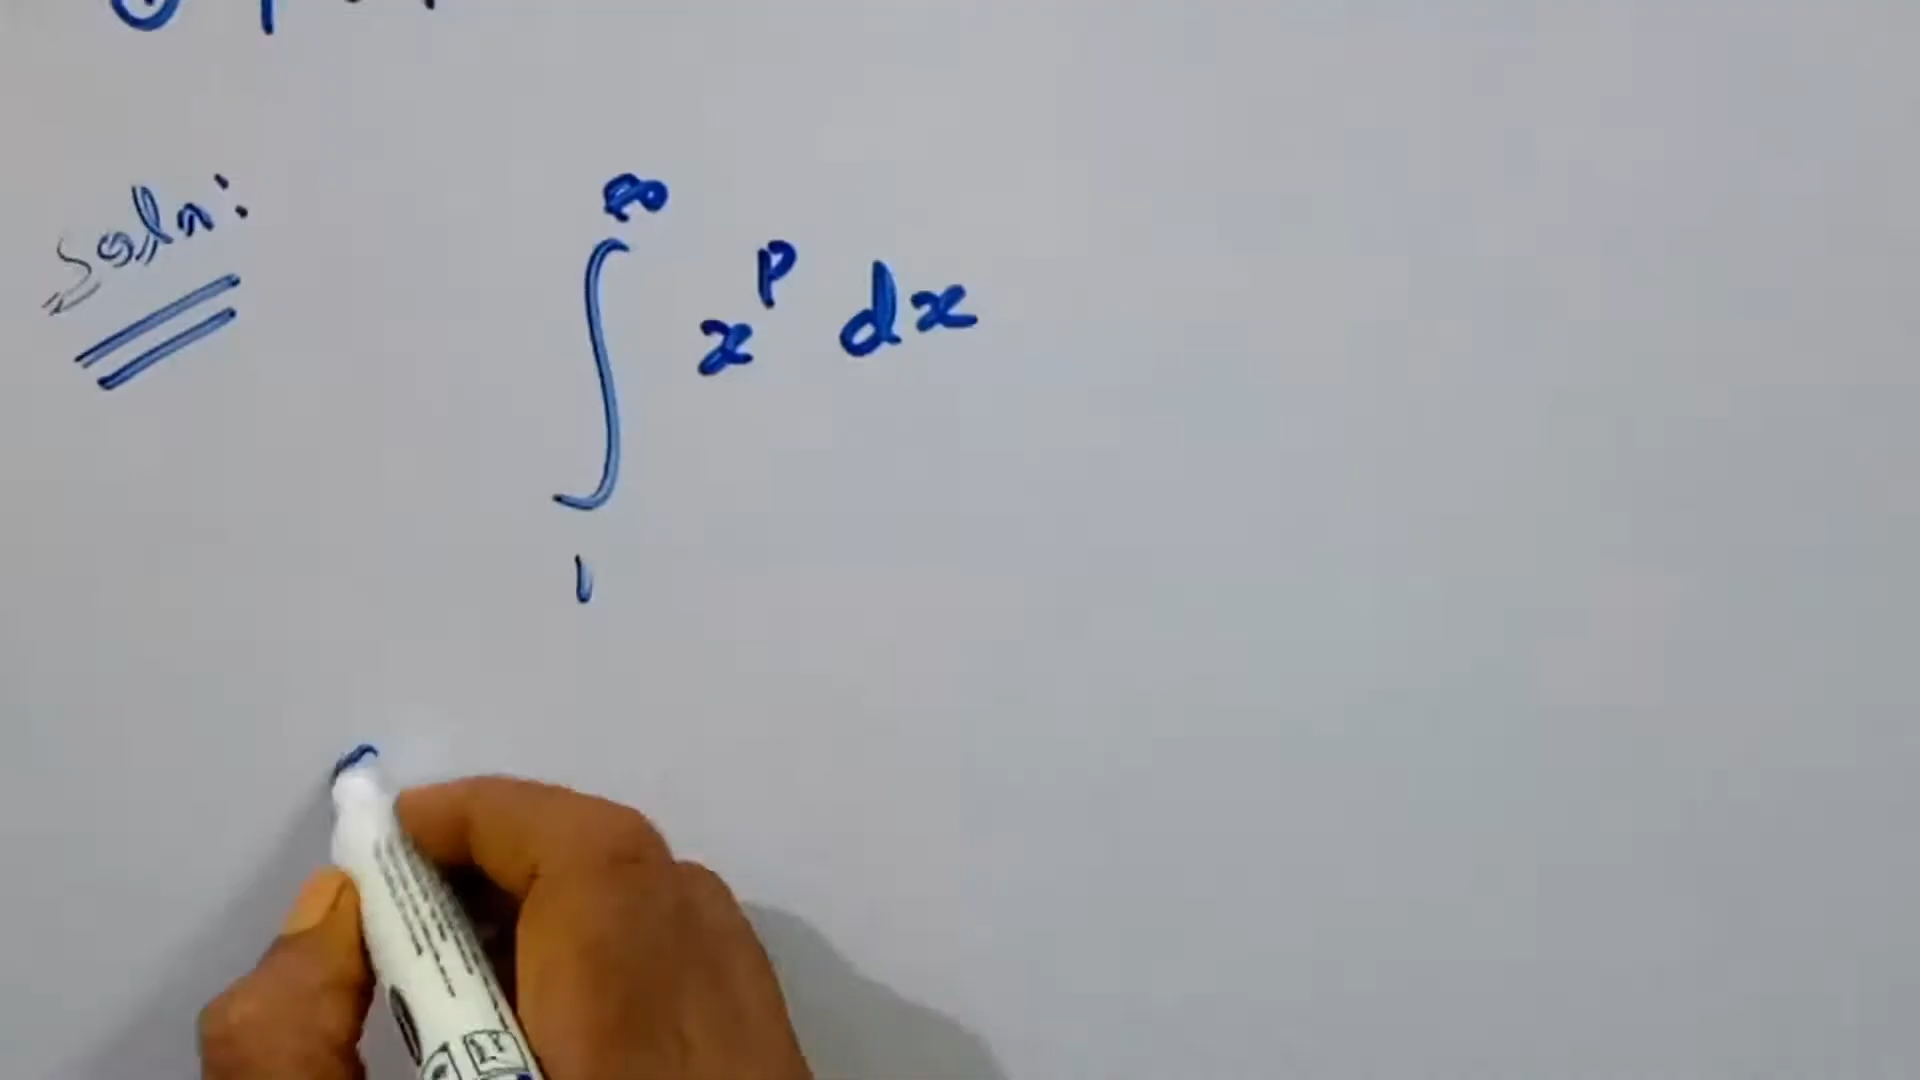 Soln:
∫₁^∞ x^p dx